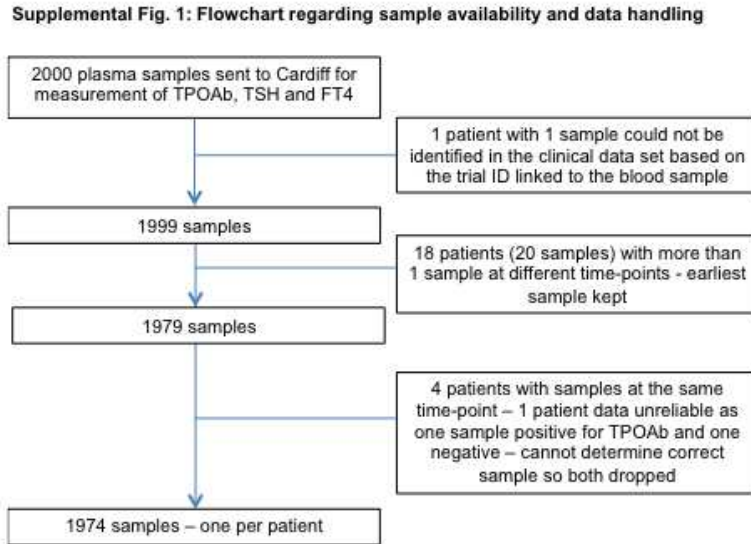 Supplemental Fig. 1: Flowchart regarding sample availability and data handling
2000 plasma samples sent to Cardiff for
measurement of TPOAb, TSH and FT4
1 patient with 1 sample could not be
identified in the clinical data set based on
the trial ID linked to the blood sample
1999 samples
18 patients (20 samples) with more than
1 sample at different time-points - earliest
sample kept
1979 samples
4 patients with samples at the same
time-point – 1 patient data unreliable as
one sample positive for TPOAb and one
negative – cannot determine correct
sample so both dropped
1974 samples – one per patient